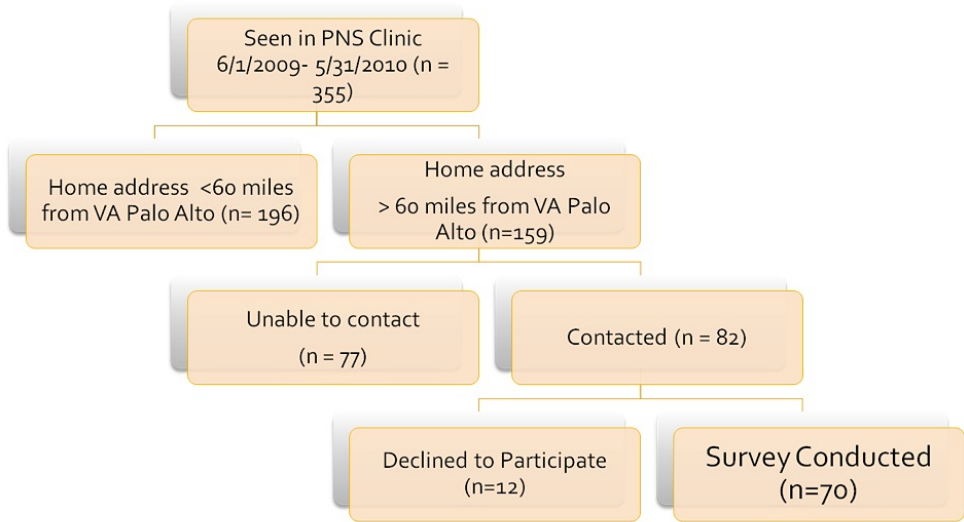 Seen in PNS Clinic
6/1/2009- 5/31/2010 (n =
355)
Home address <60 miles
from VA Palo Alto (n= 196)
Home address
> 60 miles from VA Palo
Alto (n=159)
Unable to contact
(n = 77)
Contacted (n = 82)
Declined to Participate
(n=12)
Survey Conducted
(n=70)